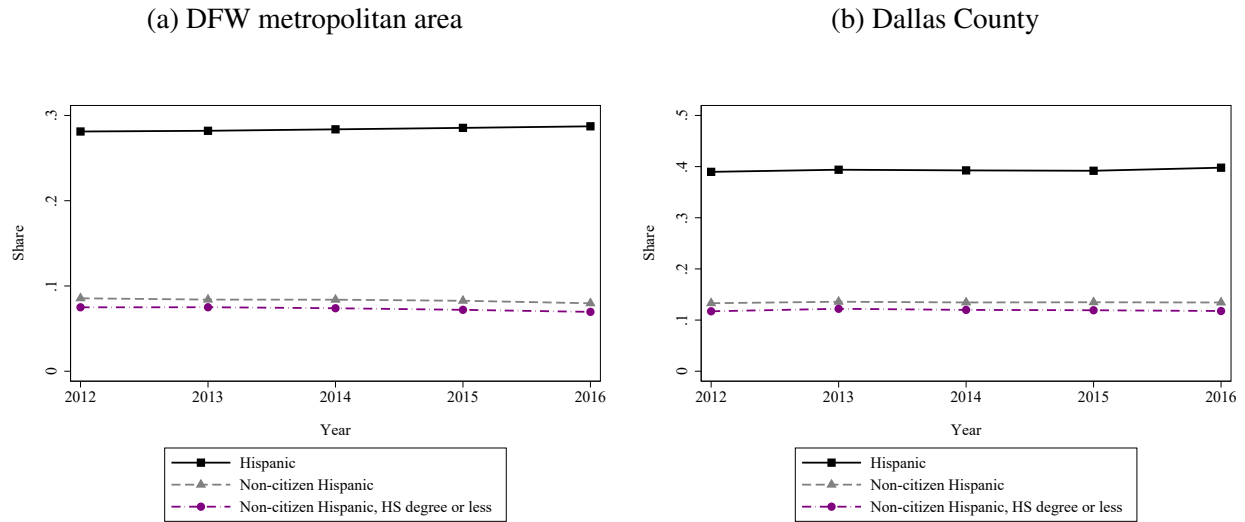 (a) DFW metropolitan area
.3
.2
.1
0
Share
2012 2013 2014 2015 2016
Year
Hispanic
Non-citizen Hispanic
Non-citizen Hispanic, HS degree or less
(b) Dallas County
.5
.4
.3
.2
.1
0
Share
2012 2013 2014 2015 2016
Year
Hispanic
Non-citizen Hispanic
Non-citizen Hispanic, HS degree or less